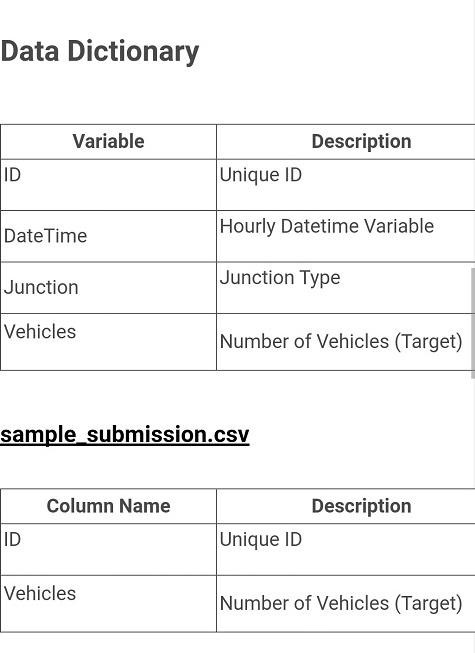 Data Dictionary
Variable Description
ID Unique ID
DateTime Hourly Datetime Variable
Junction Junction Type
Vehicles Number of Vehicles (Target)
sample_submission.csv
Column Name Description
ID Unique ID
Vehicles Number of Vehicles (Target)